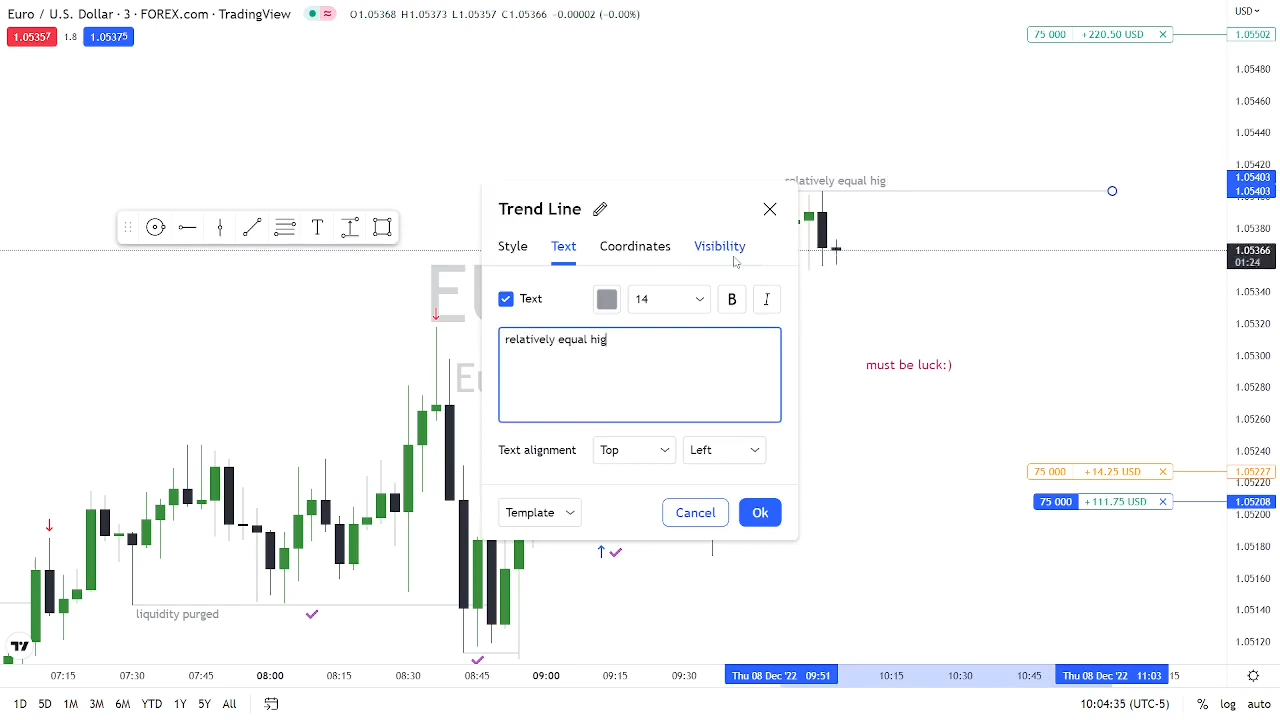 Euro / U.S. Dollar · 3 · FOREX.com · TradingView ≈ O1.05368 H1.05373 L1.05357 C1.05366 -0.00002 (-0.00%)
USD
1.05357 1.8 1.05375
75 000 +220.50 USD ×
1.05502
1.05480
1.05460
1.05440
1.05420
relatively equal hig
1.05403
1.05403
Trend Line
T
Style Text Coordinates Visibility
1.05380
1.05366
01:24
Text 14 B I
1.05340
1.05320
relatively equal hig
1.05300
must be luck:)
1.05280
1.05260
Text alignment Top Left
1.05240
75 000 +14.25 USD ×
1.05227
1.05220
75 000 +111.75 USD ×
1.05208
Template Cancel Ok
1.05200
1.05180
1.05160
liquidity purged
1.05140
1.05120
07:15 07:30 07:45 08:00 08:15 08:30 08:45 09:00 09:15 09:30 Thu 08 Dec '22 09:51 10:15 10:30 10:45 Thu 08 Dec '22 11:03 15
1D 5D 1M 3M 6M YTD 1Y 5Y All 10:04:35 (UTC-5) % log auto